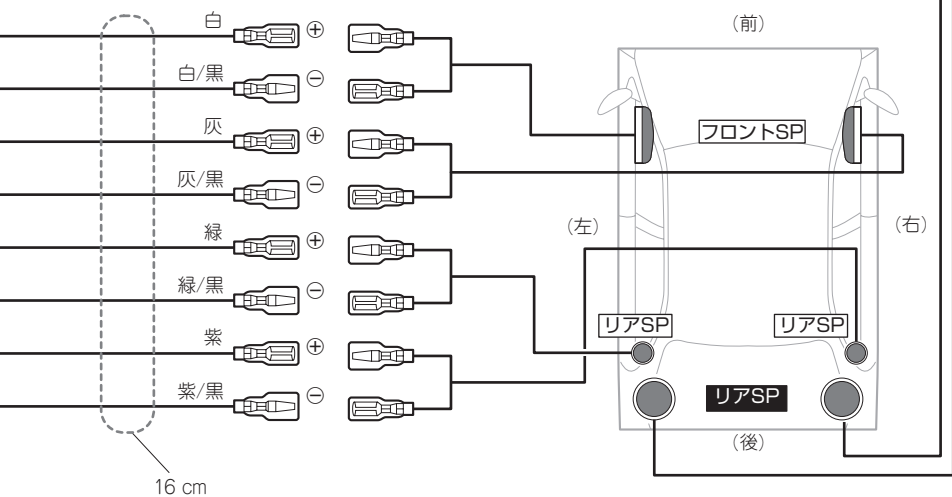 白
⊕
白/黒
⊖
灰
⊕
灰/黒
⊖
緑
⊕
緑/黒
⊖
紫
⊕
紫/黒
⊖
16 cm
(前)
フロントSP
(左)
(右)
リアSP
リアSP
リアSP
(後)